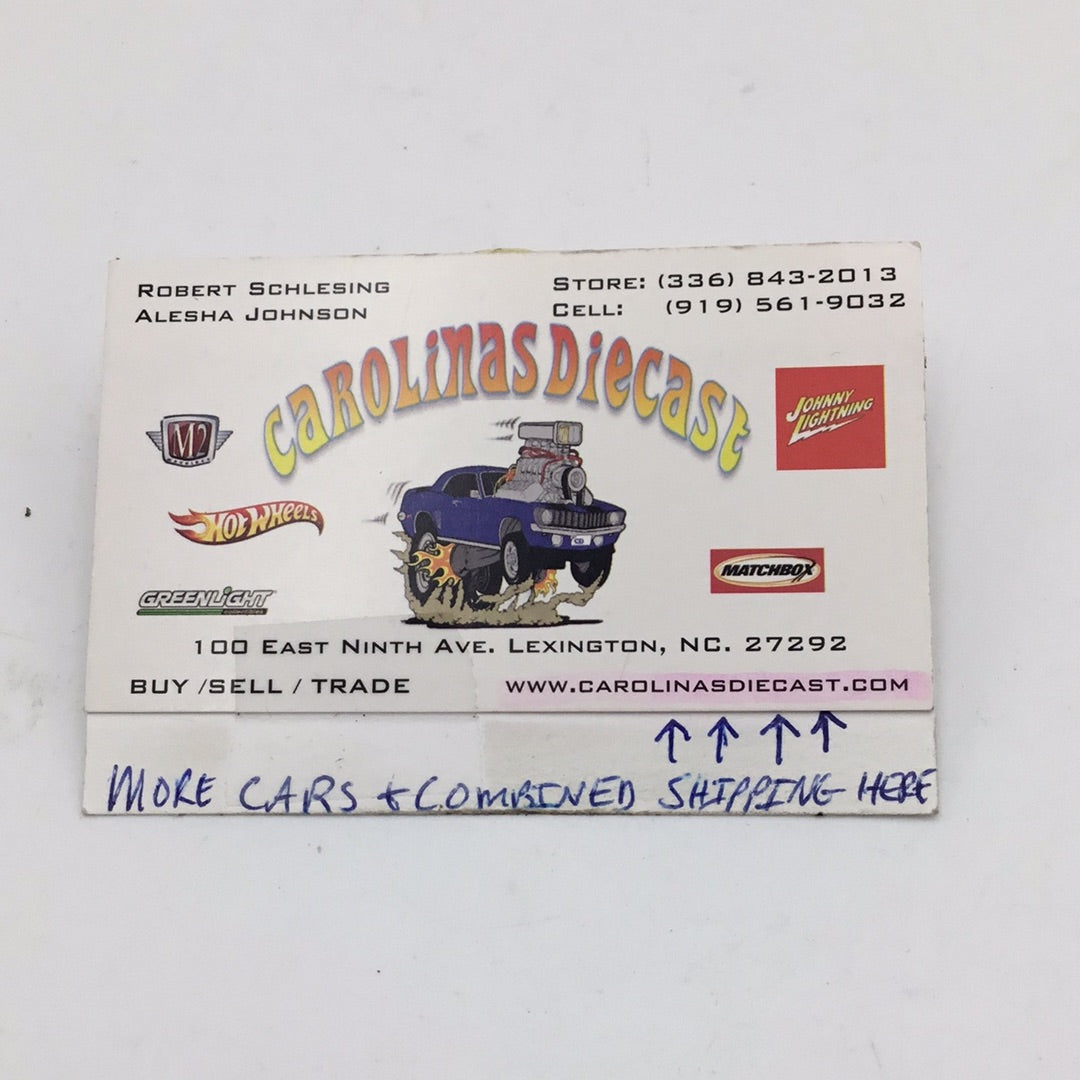 ROBERT SCHLESING
ALESHA JOHNSON
STORE: (336) 843-2013
CELL: (919) 561-9032
CAROLINAS DIECAST
M2
JOHNNY LIGHTNING
HOT WHEELS
MATCHBOX
GREENLIGHT
collectibles
100 EAST NINTH AVE. LEXINGTON, NC. 27292
BUY /SELL / TRADE
WWW.CAROLINASDIECAST.COM
MORE CARS + COMBINED SHIPPING HERE